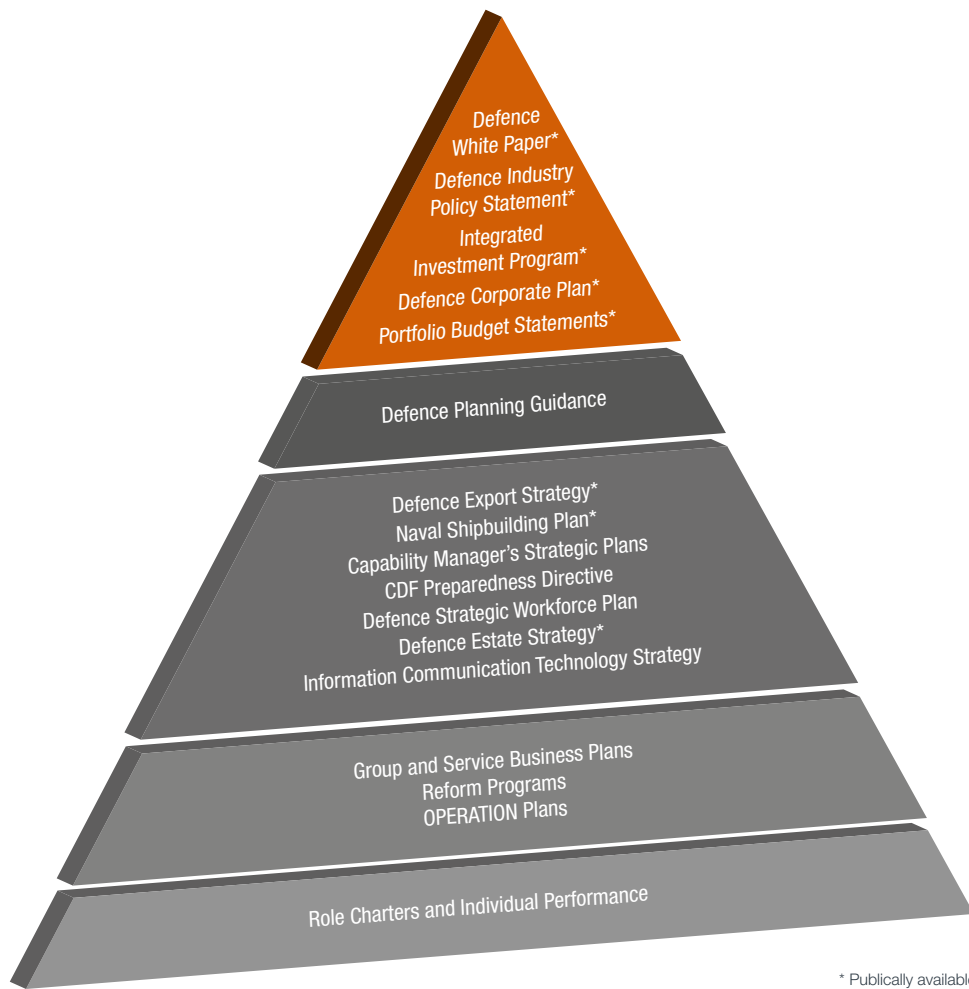 Defence
White Paper*
Defence Industry
Policy Statement*
Integrated
Investment Program*
Defence Corporate Plan*
Portfolio Budget Statements*
Defence Planning Guidance
Defence Export Strategy*
Naval Shipbuilding Plan*
Capability Manager's Strategic Plans
CDF Preparedness Directive
Defence Strategic Workforce Plan
Defence Estate Strategy*
Information Communication Technology Strategy
Group and Service Business Plans
Reform Programs
OPERATION Plans
Role Charters and Individual Performance
* Publically available